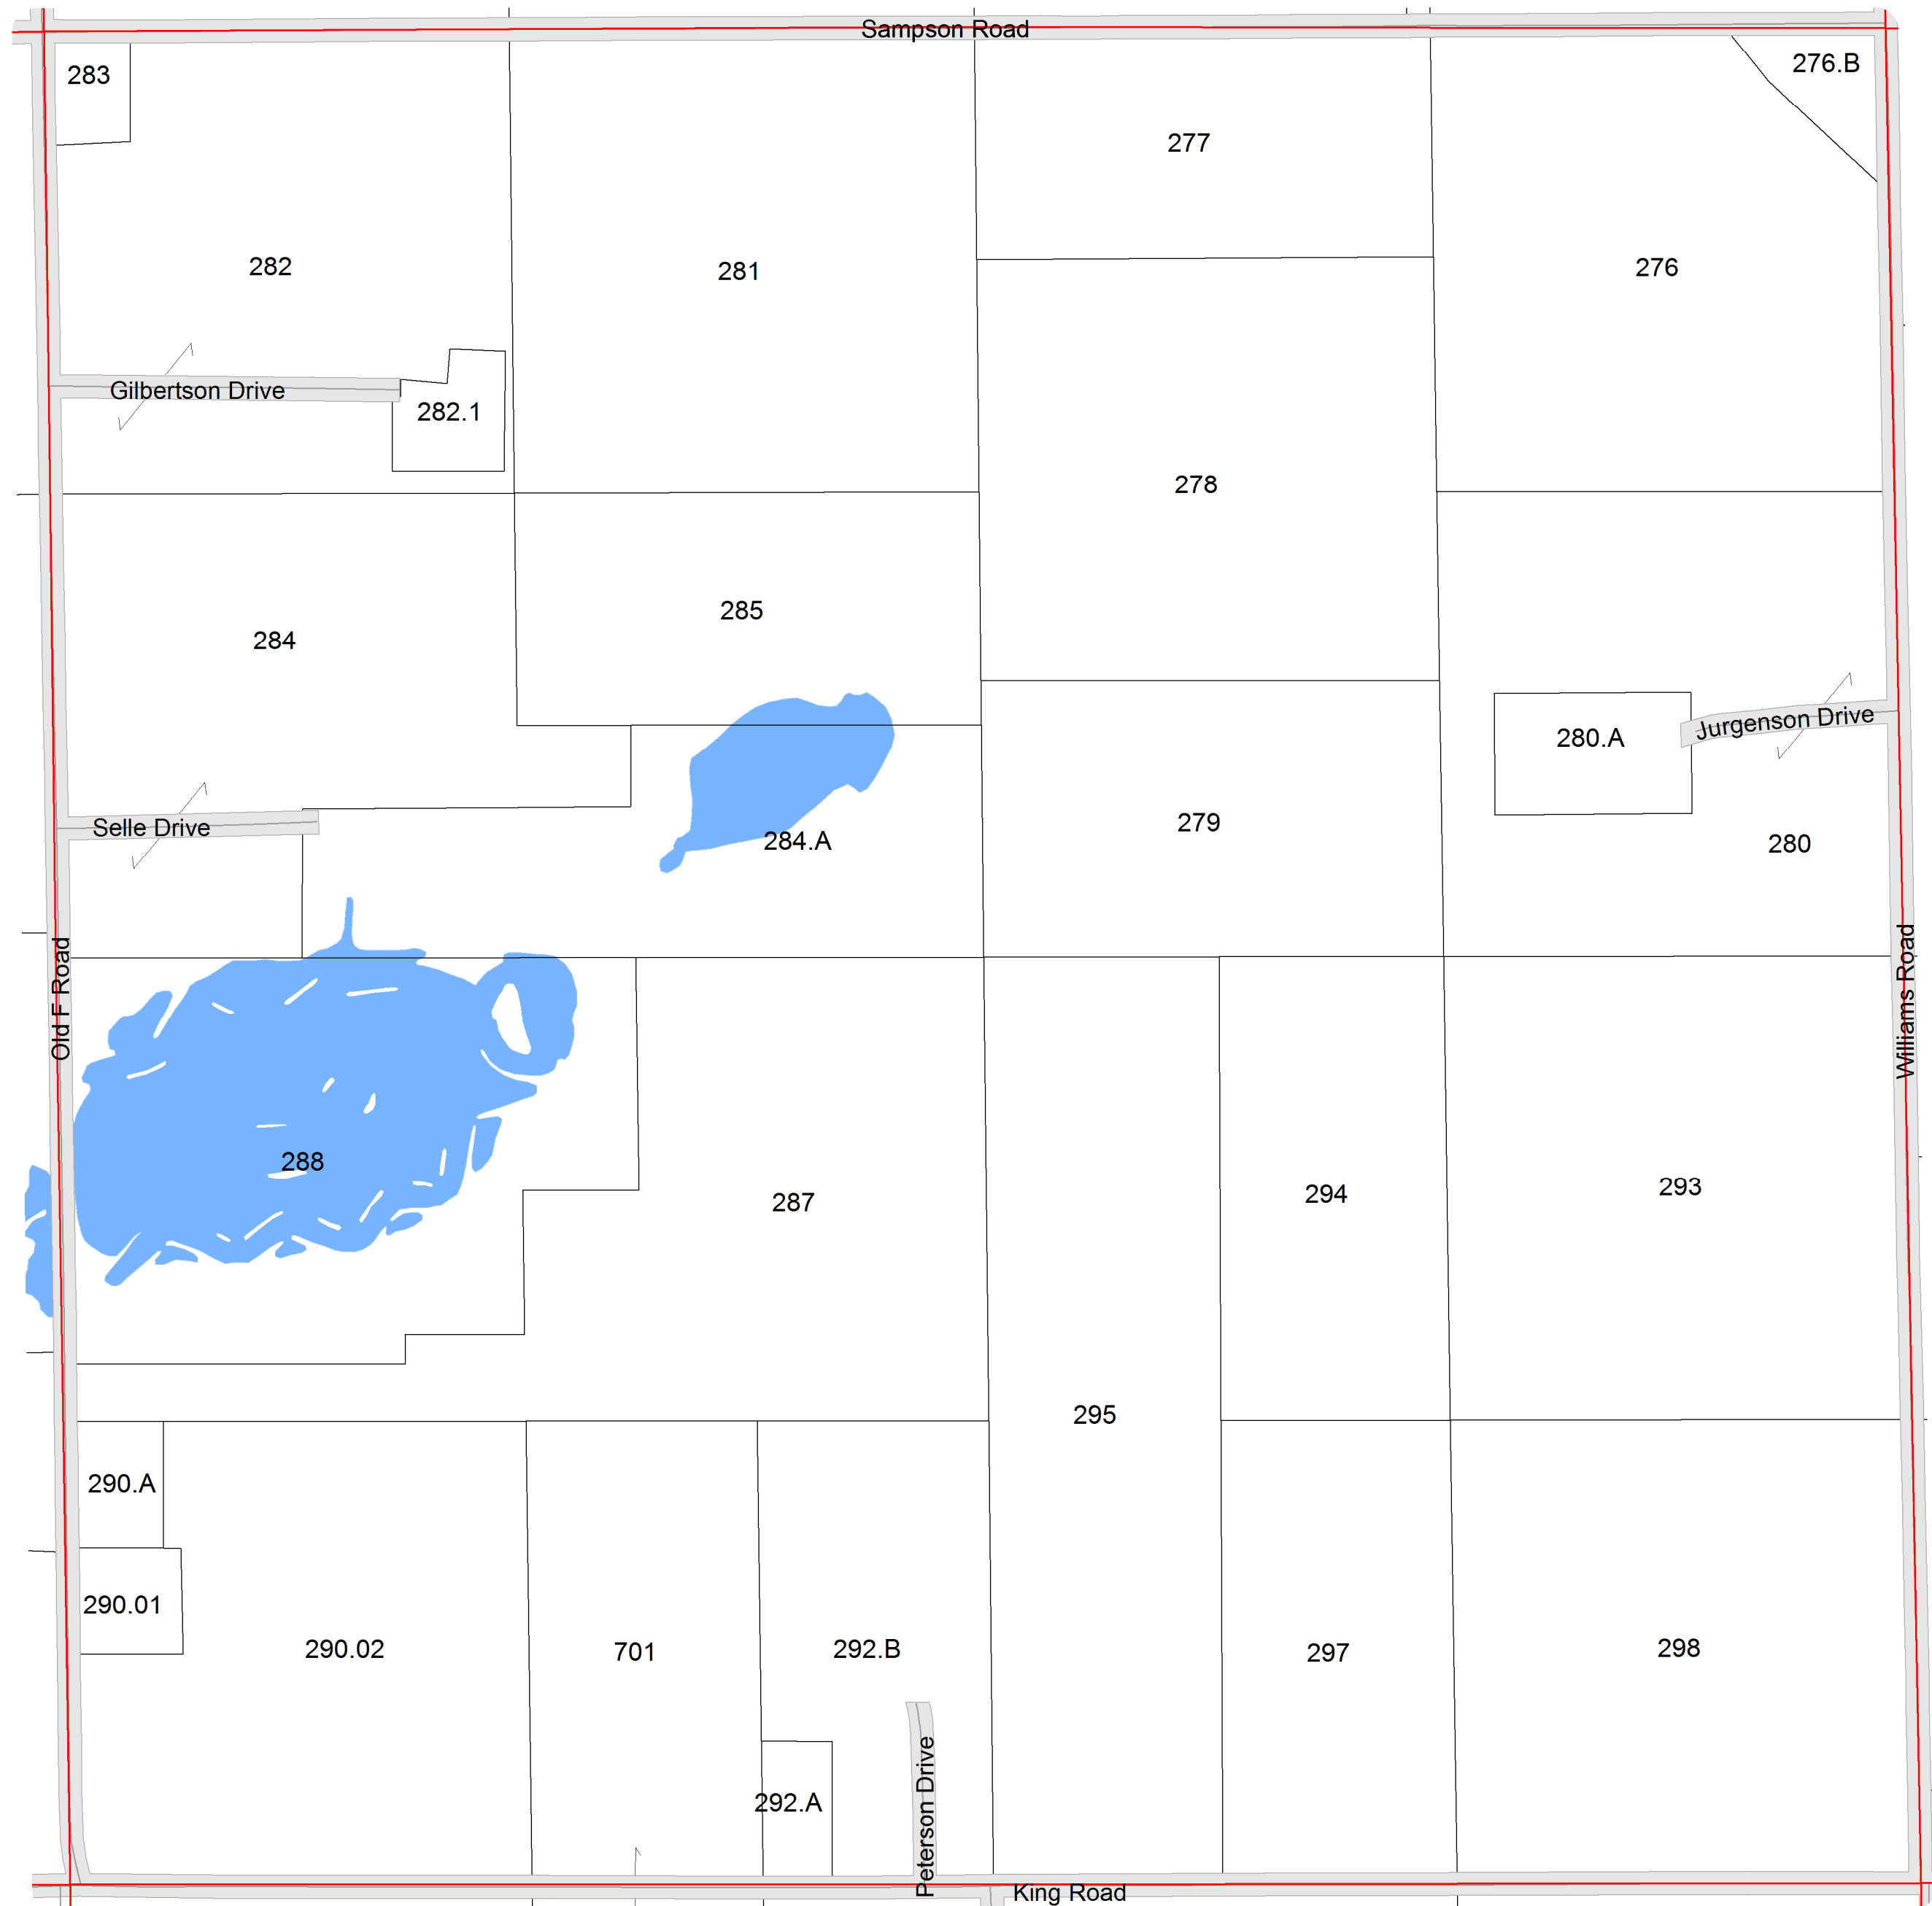 Sampson Road
283
276.B
277
282
281
276
Gilbertson Drive
282.1
278
285
284
Jurgenson Drive
280.A
279
Selle Drive
284.A
280
Old F Road
Williams Road
288
287
294
293
295
290.A
290.01
290.02
701
292.B
297
298
292.A
Peterson Drive
King Road